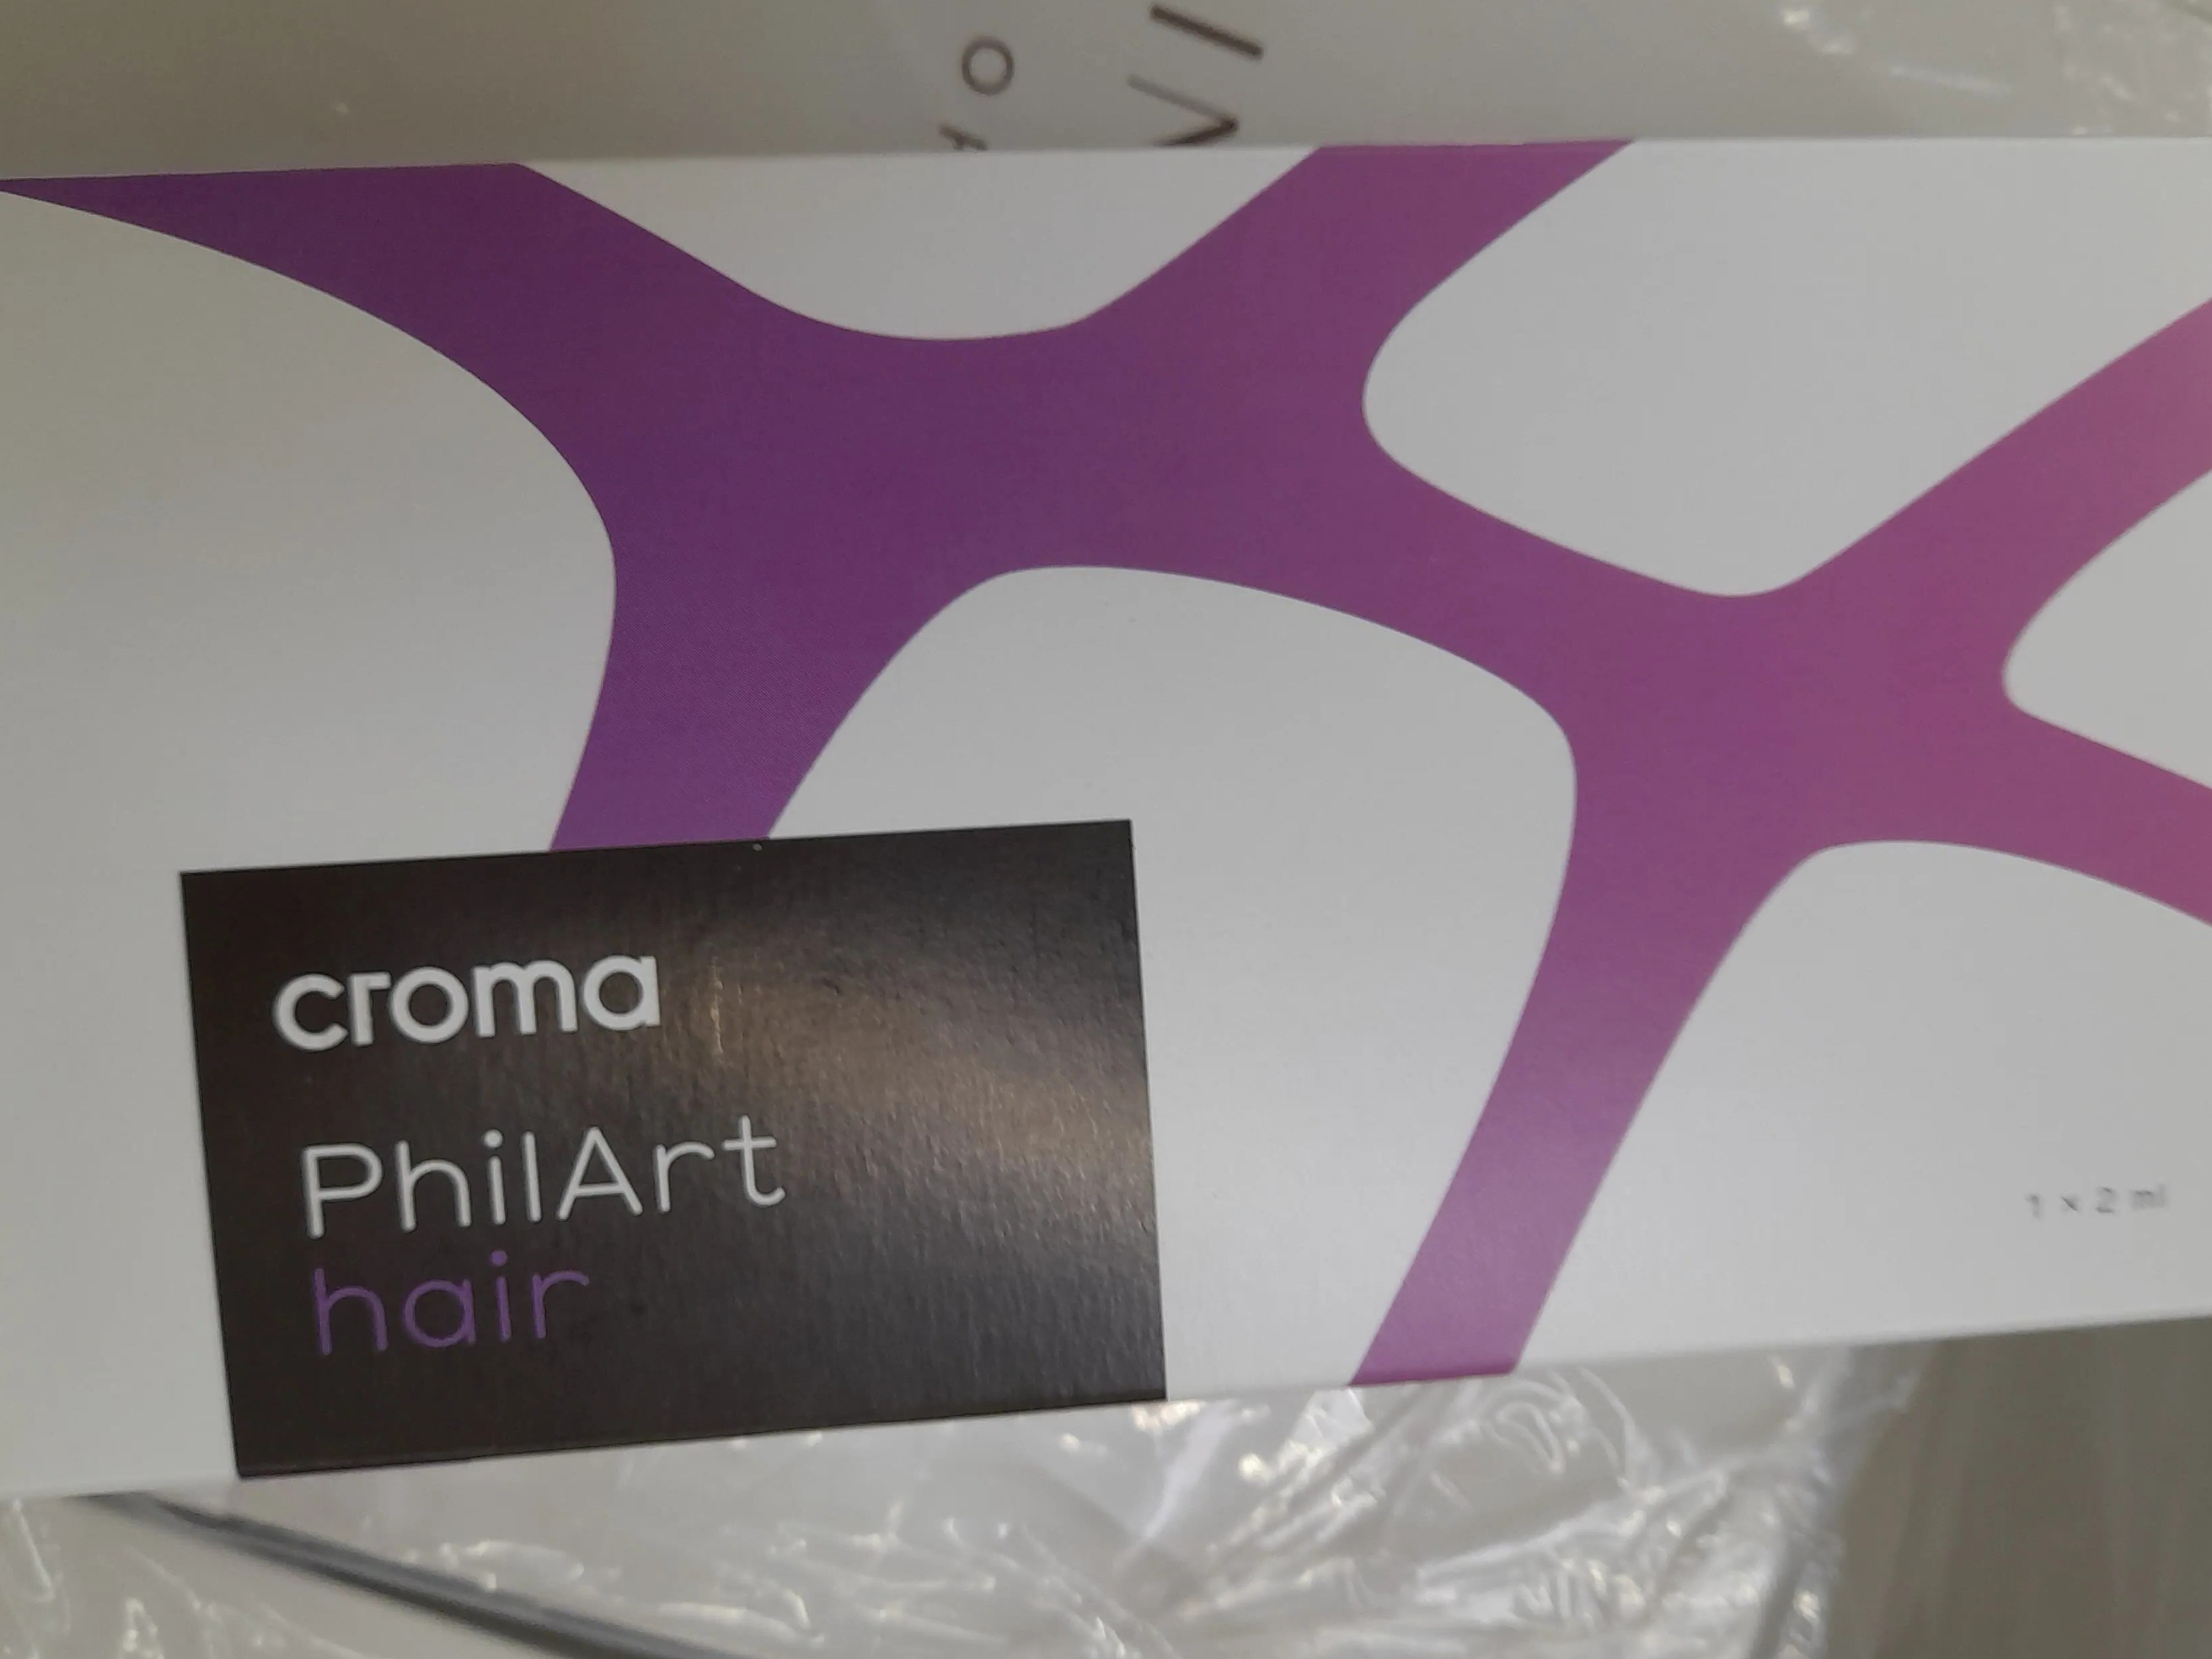 croma
PhilArt
hair
1 x 2 ml